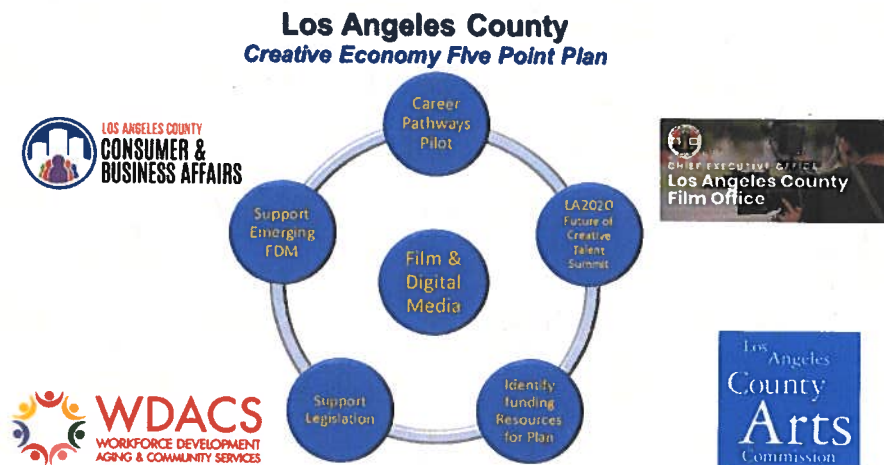 Los Angeles County
Creative Economy Five Point Plan
Career
Pathways
Pilot
LOS ANGELES COUNTY
CONSUMER &
BUSINESS AFFAIRS
CHIEF EXECUTIVE OFFICE
Los Angeles County
Film Office
Support
Emerging
FDM
LA2020
Future of
Creative
Talent
Summit
Film &
Digital
Media
Support
Legislation
Identify
funding
Resources
for Plan
WDACS
WORKFORCE DEVELOPMENT
AGING & COMMUNITY SERVICES
Los
Angeles
County
Arts
Commission